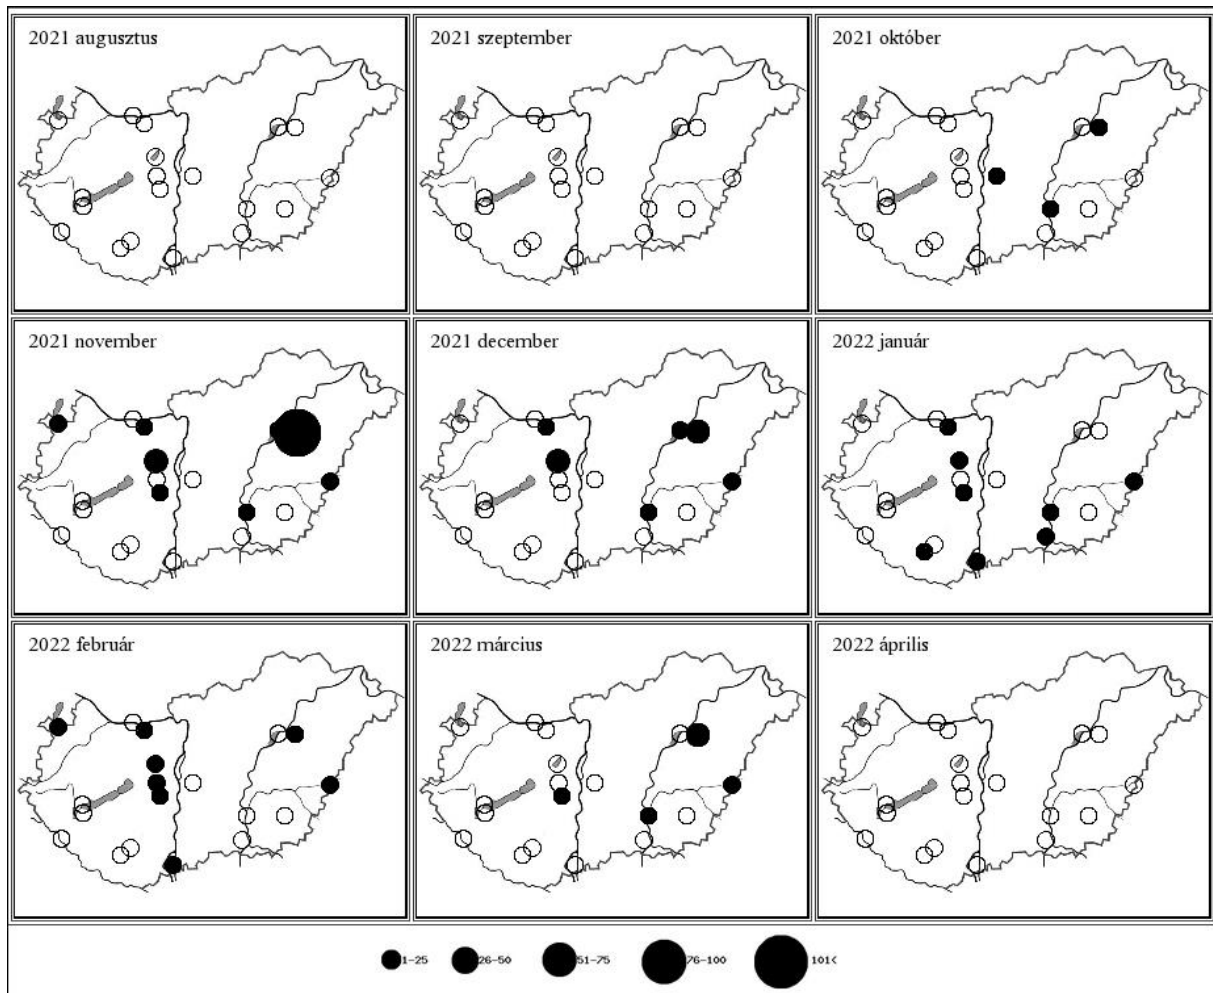 2021 augusztus
2021 szeptember
2021 október
2021 november
2021 december
2022 január
2022 február
2022 március
2022 április
1-25
26-50
51-75
76-100
101<